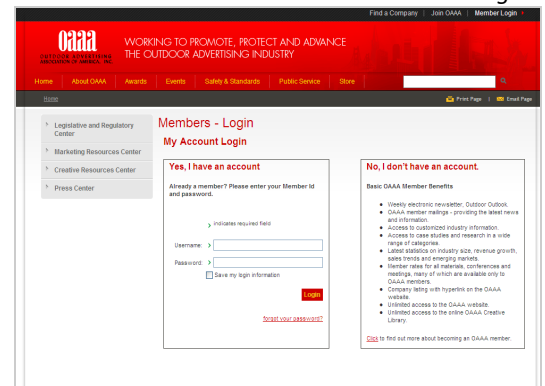 Find a Company | Join OAAA | Member Login
OAAA
OUTDOOR ADVERTISING
ASSOCIATION OF AMERICA, INC.
WORKING TO PROMOTE, PROTECT AND ADVANCE
THE OUTDOOR ADVERTISING INDUSTRY
Home About OAAA Awards Events Safety & Standards Public Service Store
Home
Print Page | Email Page
Legislative and Regulatory
Center
Marketing Resources Center
Creative Resources Center
Press Center
Members - Login
My Account Login
Yes, I have an account
Already a member? Please enter your Member Id
and password.
indicates required field
Username:
Password:
Save my login information
Login
forgot your password?
No, I don't have an account.
Basic OAAA Member Benefits
Weekly electronic newsletter, Outdoor Outlook.
OAAA member mailings - providing the latest news
and information.
Access to customized industry information.
Access to case studies and research in a wide
range of categories.
Latest statistics on industry size, revenue growth,
sales trends and emerging markets.
Member rates for all materials, conferences and
meetings, many of which are available only to
OAAA members.
Company listing with hyperlink on the OAAA
website.
Unlimited access to the OAAA website.
Unlimited access to the online OAAA Creative
Library.
Click to find out more about becoming an OAAA member.